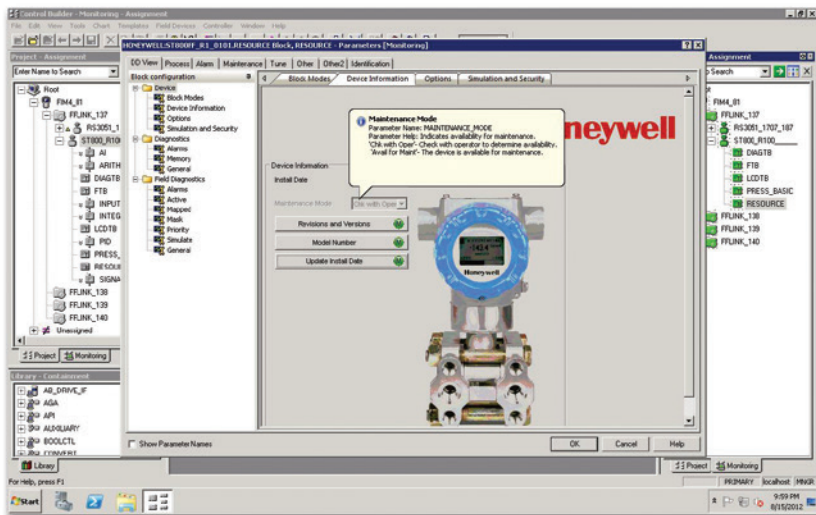 Control Builder - Monitoring - Assignment
File Edit View Tools Chart Templates Field Devices Controller Window Help
Project - Assignment
Enter Name to Search
Root
FIM4_81
FFLINK_137
RS3051_1
ST800_R100
AI
ARITH
DIAGTB
FTB
INPUT
INTEG
LCDTB
PID
PRESS_
RESOUR
SIGNA
FFLINK_138
FFLINK_139
FFLINK_140
Unassigned
Project
Monitoring
Library - Containment
AB_DRIVE_IF
AGA
API
AUXILIARY
BOOLCTL
CONVERT
Library
For Help, press F1
HONEYWELL:ST800FF_R1_0101.RESOURCE Block, RESOURCE - Parameters [Monitoring]
DD View Process Alarm Maintenance Tune Other Other2 Identification
Block configuration
Device
Block Modes
Device Information
Options
Simulation and Security
Diagnostics
Alarms
Memory
General
Field Diagnostics
Alarms
Active
Mapped
Mask
Priority
Simulate
General
Block Modes Device Information Options Simulation and Security
Maintenance Mode
Parameter Name: MAINTENANCE_MODE
Parameter Help: Indicates availability for maintenance.
'Chk with Oper'- Check with operator to determine availability.
'Avail for Maint'- The device is available for maintenance.
neywell
Device Information
Install Date
Maintenance Mode
Chk with Oper
Revisions and Versions
Model Number
Update Install Date
Honeywell
Show Parameter Names
OK Cancel Help
Assignment
o Search
ot
FIM4_81
FFLINK_137
RS3051_1707_187
ST800_R100
DIAGTB
FTB
LCDTB
PRESS_BASIC
RESOURCE
FFLINK_138
FFLINK_139
FFLINK_140
Project
Monitoring
PRIMARY localhost MNGR
Start
9:59 PM
8/15/2012